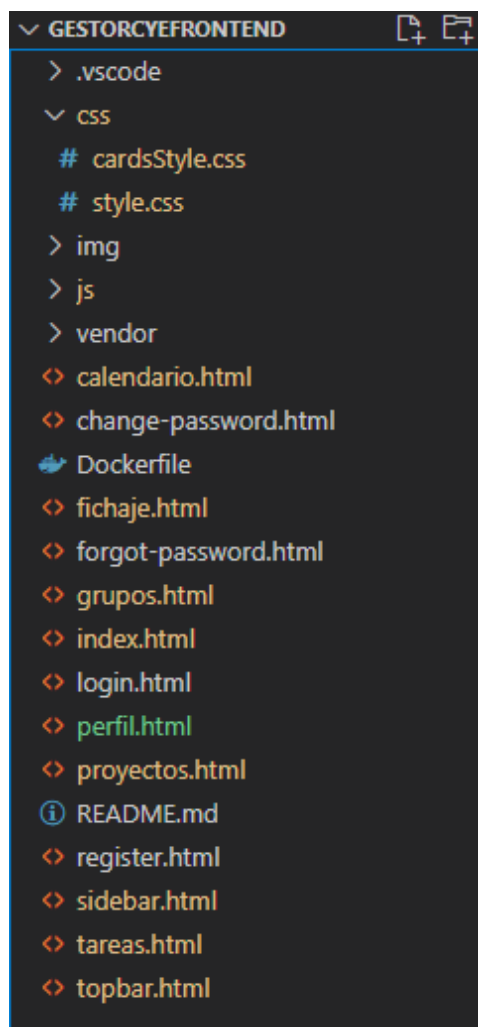 GESTORCYEFRONTEND
.vscode
css
# cardsStyle.css
# style.css
img
js
vendor
<> calendario.html
<> change-password.html
Dockerfile
<> fichaje.html
<> forgot-password.html
<> grupos.html
<> index.html
<> login.html
<> perfil.html
<> proyectos.html
README.md
<> register.html
<> sidebar.html
<> tareas.html
<> topbar.html